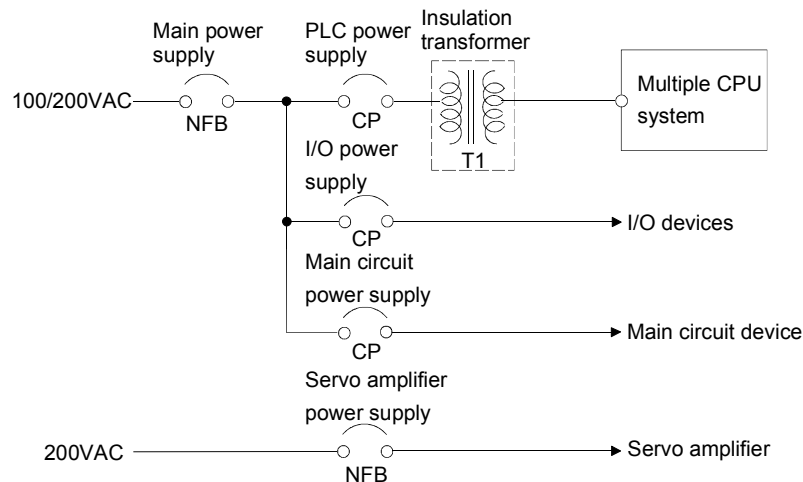 Main power
supply
PLC power
supply
Insulation
transformer
100/200VAC
NFB
CP
T1
Multiple CPU
system
I/O power
supply
CP
I/O devices
Main circuit
power supply
CP
Main circuit device
Servo amplifier
power supply
200VAC
NFB
Servo amplifier